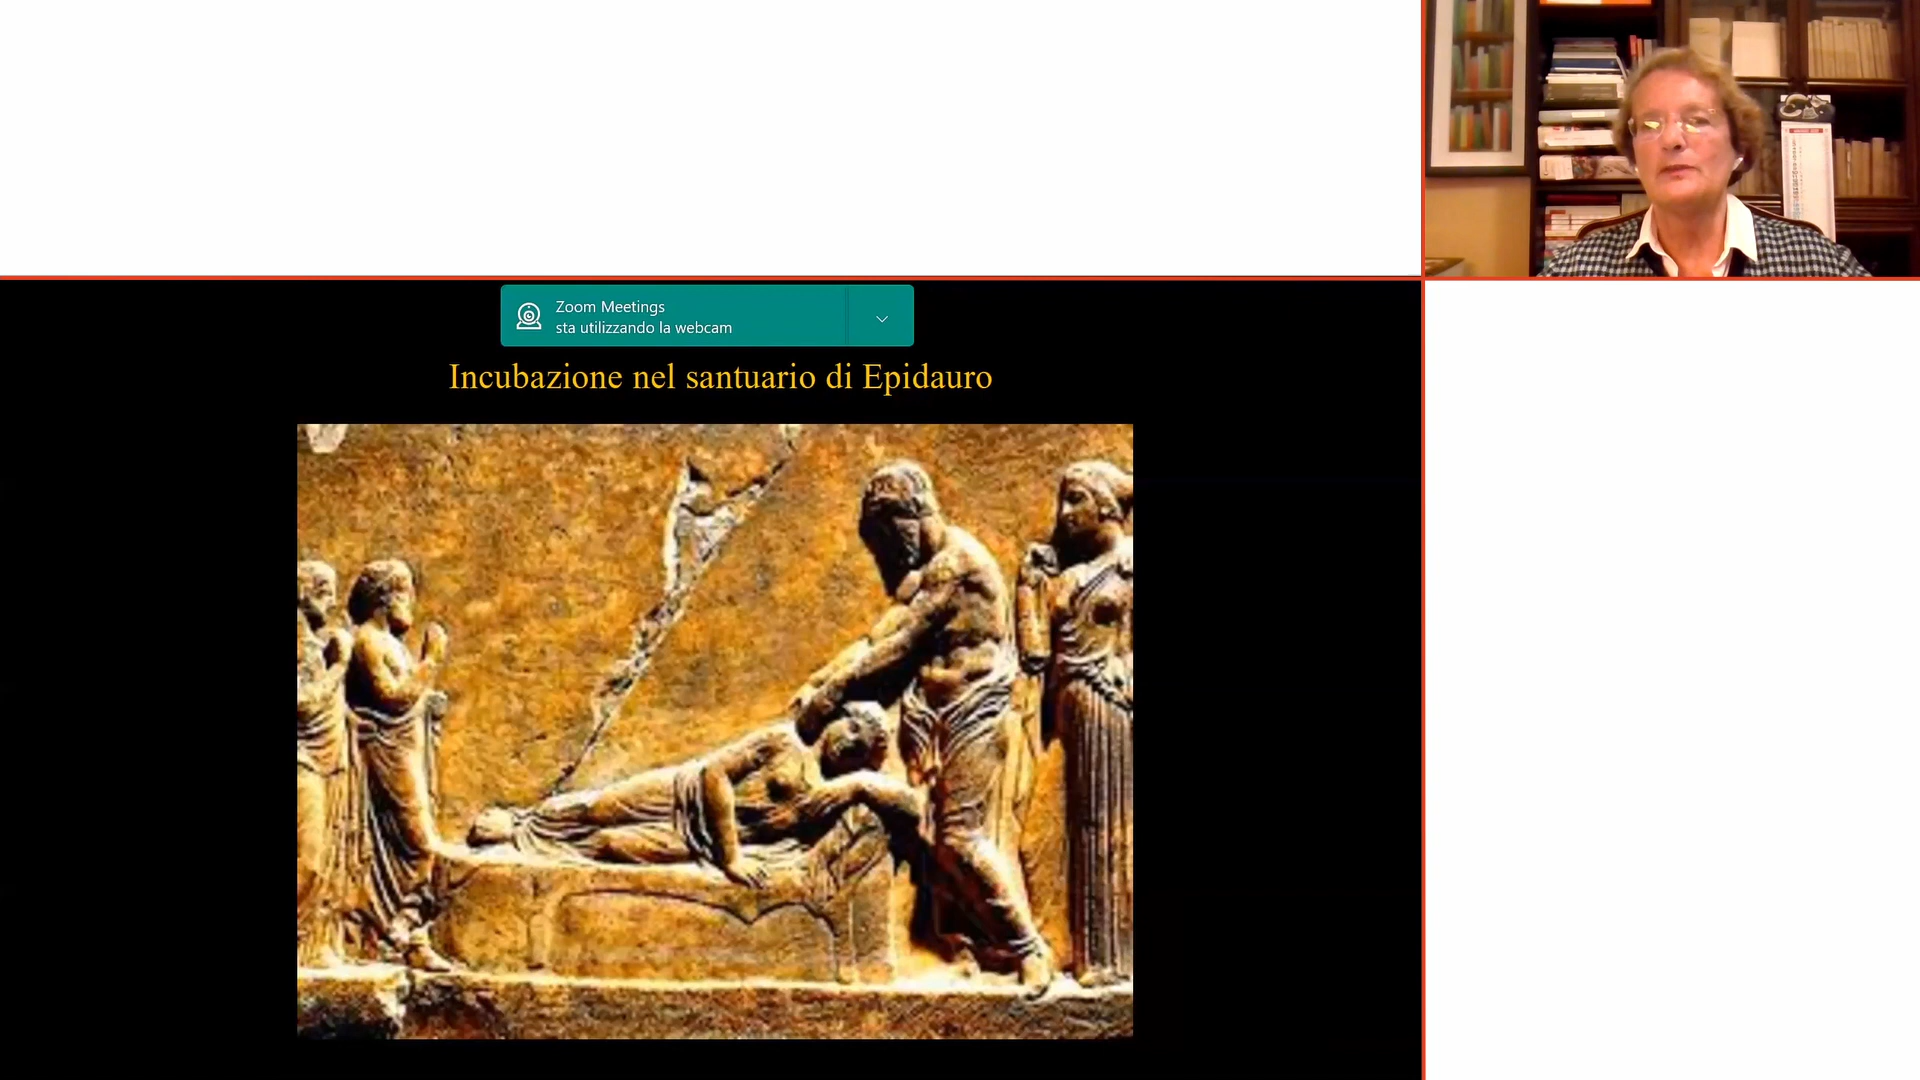 Zoom Meetings
sta utilizzando la webcam
Incubazione nel santuario di Epidauro